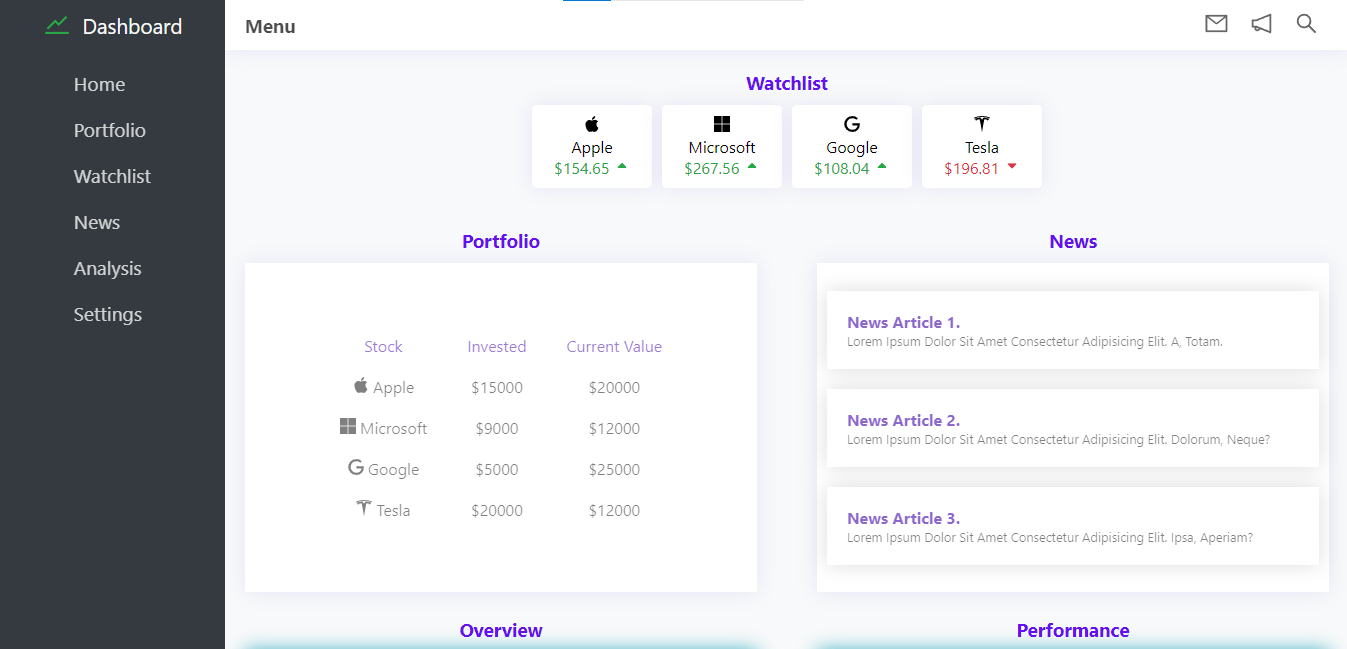 Dashboard
Home
Portfolio
Watchlist
News
Analysis
Settings
Menu
Watchlist
Apple
$154.65
Microsoft
$267.56
Google
$108.04
Tesla
$196.81
Portfolio
Stock Invested Current Value
Apple $15000 $20000
Microsoft $9000 $12000
Google $5000 $25000
Tesla $20000 $12000
News
News Article 1.
Lorem Ipsum Dolor Sit Amet Consectetur Adipisicing Elit. A, Totam.
News Article 2.
Lorem Ipsum Dolor Sit Amet Consectetur Adipisicing Elit. Dolorum, Neque?
News Article 3.
Lorem Ipsum Dolor Sit Amet Consectetur Adipisicing Elit. Ipsa, Aperiam?
Overview
Performance